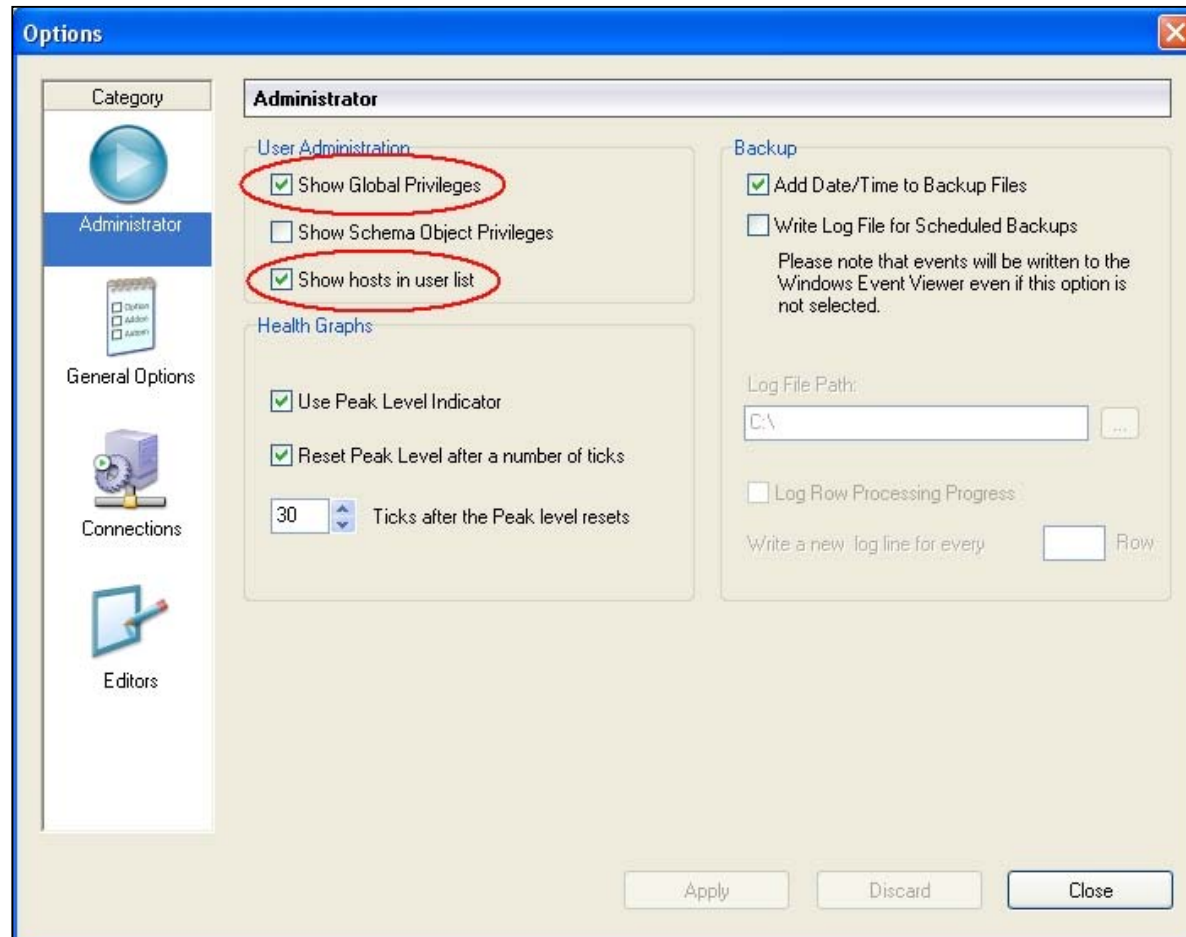 Options
Category
Administrator
General Options
Connections
Editors
Administrator
User Administration
Show Global Privileges
Show Schema Object Privileges
Show hosts in user list
Health Graphs
Use Peak Level Indicator
Reset Peak Level after a number of ticks
30 Ticks after the Peak level resets
Backup
Add Date/Time to Backup Files
Write Log File for Scheduled Backups
Please note that events will be written to the
Windows Event Viewer even if this option is
not selected.
Log File Path:
C:\
...
Log Row Processing Progress
Write a new log line for every Row
Apply Discard Close